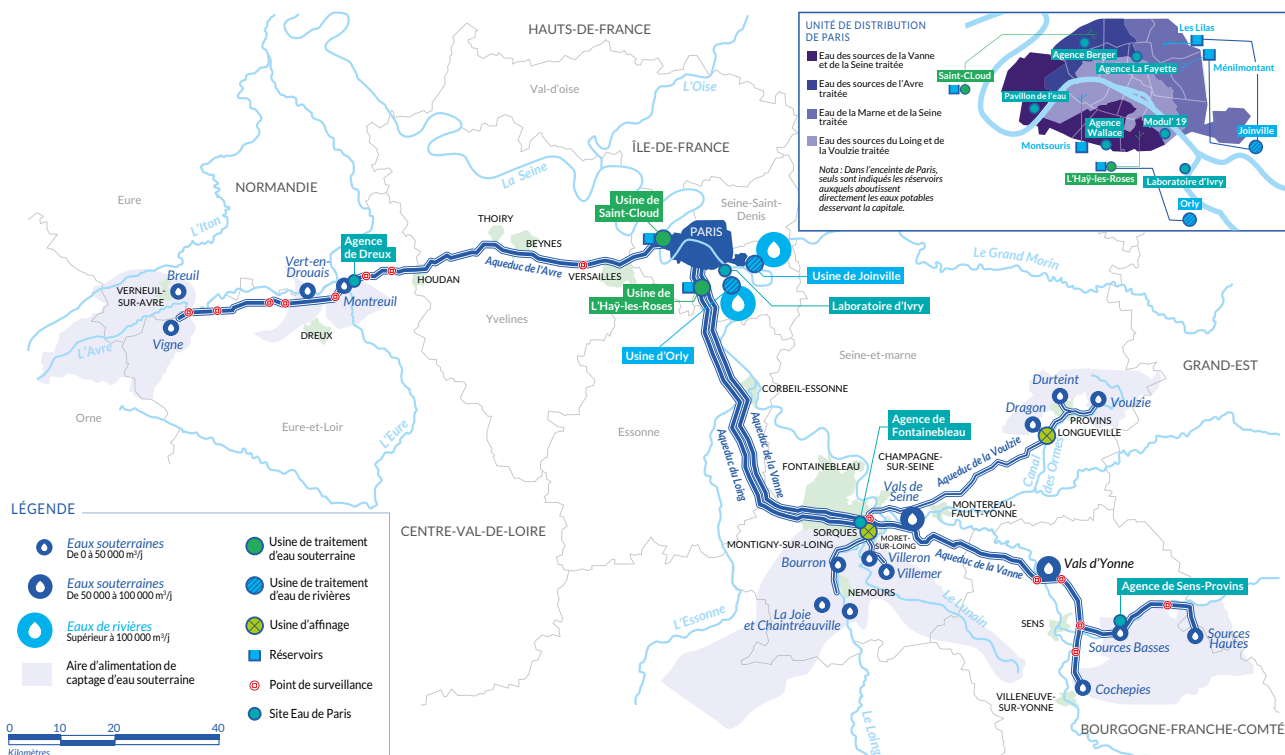 HAUTS-DE-FRANCE
Val-d'oise
L'Oise
ÎLE-DE-FRANCE
La Seine
NORMANDIE
Eure
L'Iton
Seine-Saint-
Denis
Usine de
Saint-Cloud
PARIS
THOIRY
BEYNES
Agence
de Dreux
Aqueduc de l'Avre
VERSAILLES
HOUDAN
Vert-en-
Drouais
Breuil
VERNEUIL-
SUR-AVRE
Montreuil
Vigne
DREUX
L'Avre
Usine de
L'Haÿ-les-Roses
Usine de Joinville
Laboratoire d'Ivry
Usine d'Orly
Le Grand Morin
Yvelines
Seine-et-marne
GRAND-EST
Orne
Eure-et-Loir
L'Eure
Essonne
CORBEIL-ESSONNE
Durteint
Voulzie
Dragon
PROVINS
LONGUEVILLE
Agence de
Fontainebleau
Aqueduc de la Vanne
Aqueduc du Loing
FONTAINEBLEAU
CHAMPAGNE-
SUR-SEINE
Aqueduc de la Voulzie
Canal
des Ormes
Vals de
Seine
MONTEREAU-
FAULT-YONNE
CENTRE-VAL-DE-LOIRE
SORQUES
MONTIGNY-SUR-LOING
MORET-
SUR-LOING
Bourron
Villeron
Villemer
Aqueduc de la Vanne
Vals d'Yonne
Agence de Sens-Provins
NEMOURS
La Joie
et Chaintréauville
L'Essonne
Le Lunain
SENS
Sources Basses
Sources
Hautes
VILLENEUVE-
SUR-YONNE
Cochepies
Le Loing
BOURGOGNE-FRANCHE-COMTÉ
UNITÉ DE DISTRIBUTION
DE PARIS
Eau des sources de la Vanne
et de la Seine traitée
Eau des sources de l'Avre
traitée
Eau de la Marne et de la Seine
traitée
Eau des sources du Loing et de
la Voulzie traitée
Nota : Dans l'enceinte de Paris,
seuls sont indiqués les réservoirs
auxquels aboutissent
directement les eaux potables
desservant la capitale.
Les Lilas
Agence Berger
Agence La Fayette
Ménilmontant
Saint-CLoud
Pavillon de l'eau
Agence
Wallace
Modul' 19
Montsouris
Joinville
L'Haÿ-les-Roses
Laboratoire d'Ivry
Orly
LÉGENDE
Eaux souterraines
De 0 à 50 000 m³/j
Eaux souterraines
De 50 000 à 100 000 m³/j
Eaux de rivières
Supérieur à 100 000 m³/j
Aire d'alimentation de
captage d'eau souterraine
Usine de traitement
d'eau souterraine
Usine de traitement
d'eau de rivières
Usine d'affinage
Réservoirs
Point de surveillance
Site Eau de Paris
0 10 20 40
Kilomètres